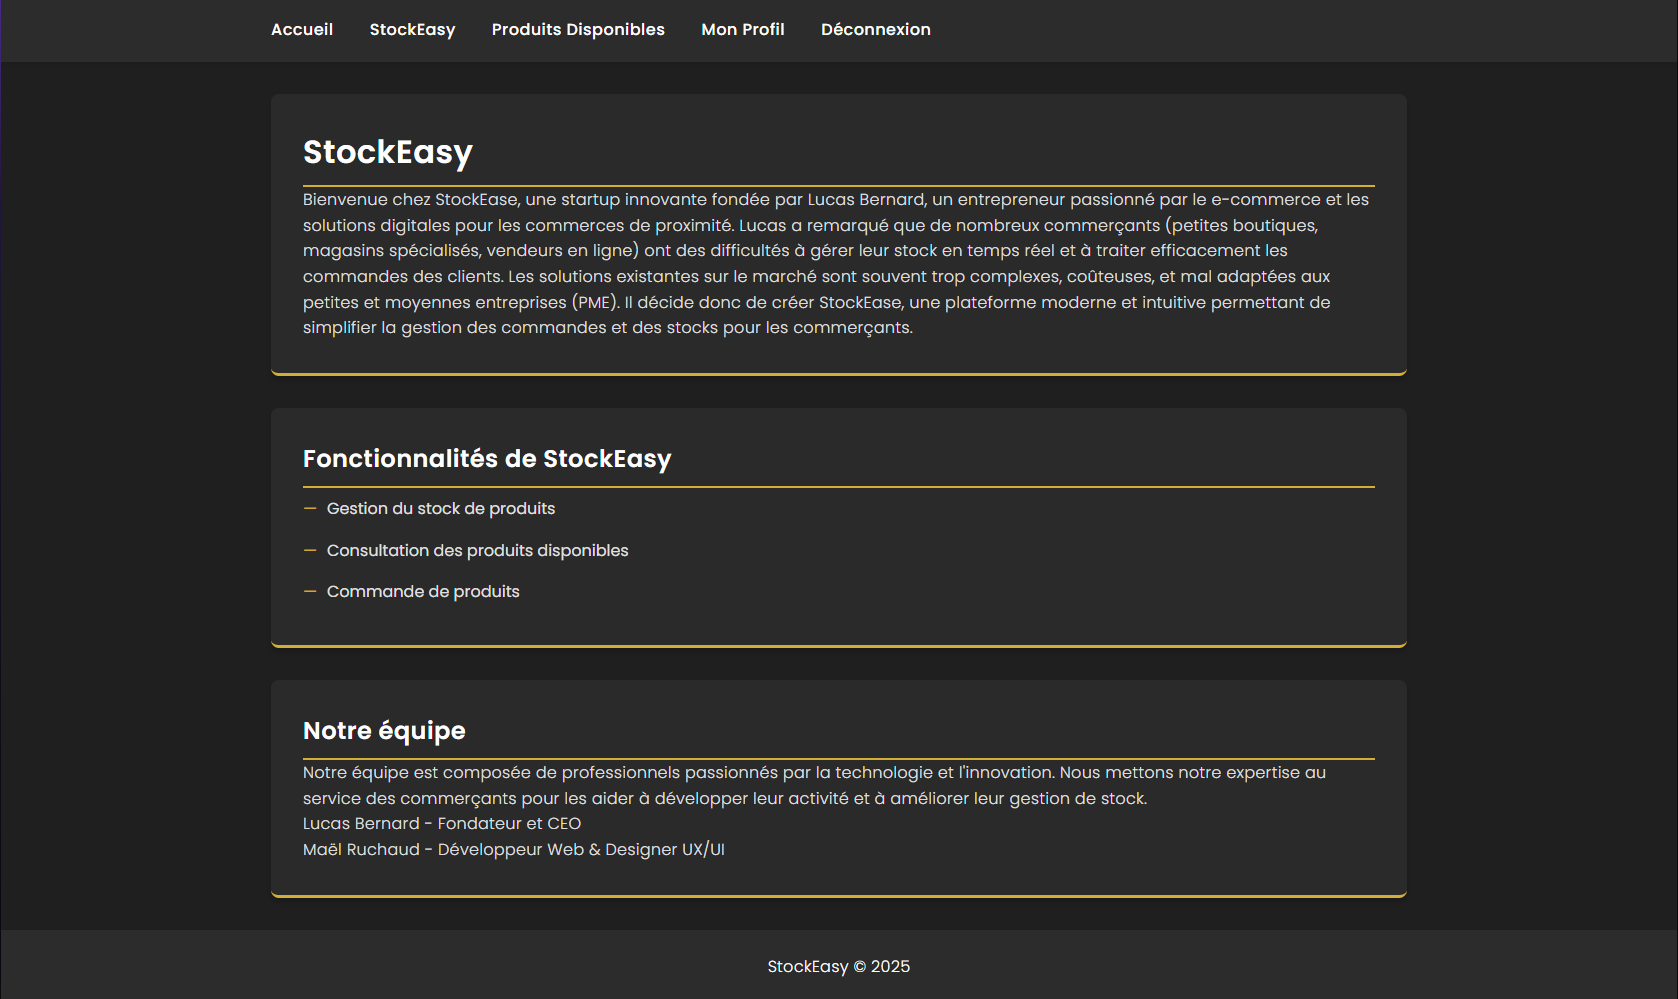 Accueil StockEasy Produits Disponibles Mon Profil Déconnexion
StockEasy
Bienvenue chez StockEase, une startup innovante fondée par Lucas Bernard, un entrepreneur passionné par le e-commerce et les
solutions digitales pour les commerces de proximité. Lucas a remarqué que de nombreux commerçants (petites boutiques,
magasins spécialisés, vendeurs en ligne) ont des difficultés à gérer leur stock en temps réel et à traiter efficacement les
commandes des clients. Les solutions existantes sur le marché sont souvent trop complexes, coûteuses, et mal adaptées aux
petites et moyennes entreprises (PME). Il décide donc de créer StockEase, une plateforme moderne et intuitive permettant de
simplifier la gestion des commandes et des stocks pour les commerçants.
Fonctionnalités de StockEasy
— Gestion du stock de produits
— Consultation des produits disponibles
— Commande de produits
Notre équipe
Notre équipe est composée de professionnels passionnés par la technologie et l'innovation. Nous mettons notre expertise au
service des commerçants pour les aider à développer leur activité et à améliorer leur gestion de stock.
Lucas Bernard - Fondateur et CEO
Maël Ruchaud - Développeur Web & Designer UX/UI
StockEasy © 2025